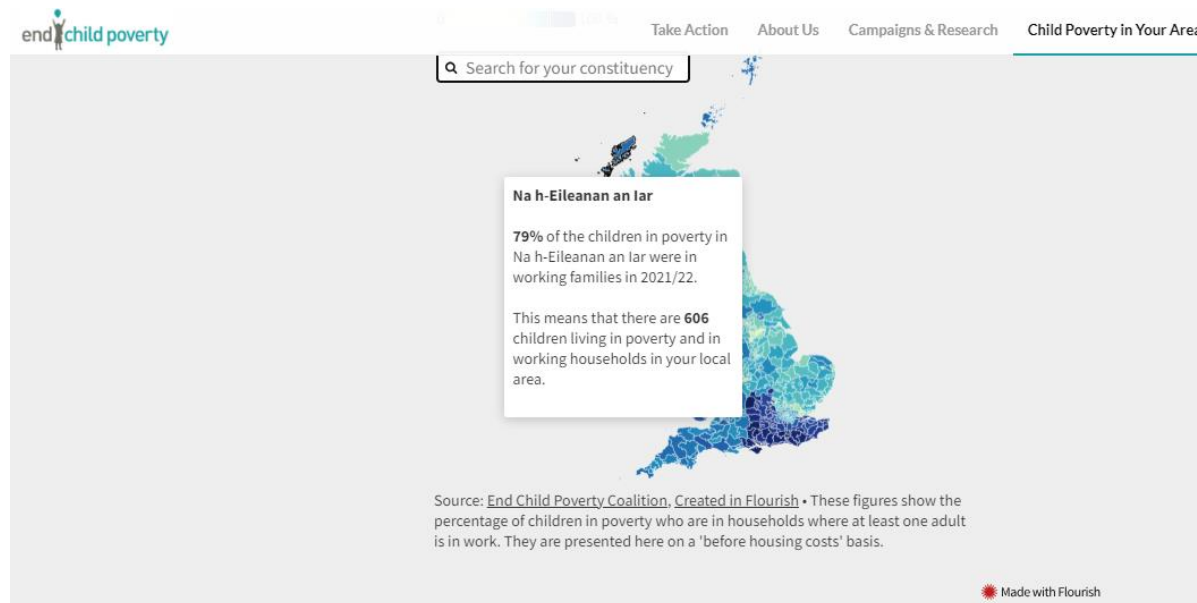 end child poverty
Take Action
About Us
Campaigns & Research
Child Poverty in Your Area
Search for your constituency
Na h-Eileanan an Iar
79% of the children in poverty in
Na h-Eileanan an Iar were in
working families in 2021/22.
This means that there are 606
children living in poverty and in
working households in your local
area.
Source: End Child Poverty Coalition, Created in Flourish • These figures show the
percentage of children in poverty who are in households where at least one adult
is in work. They are presented here on a 'before housing costs' basis.
Made with Flourish